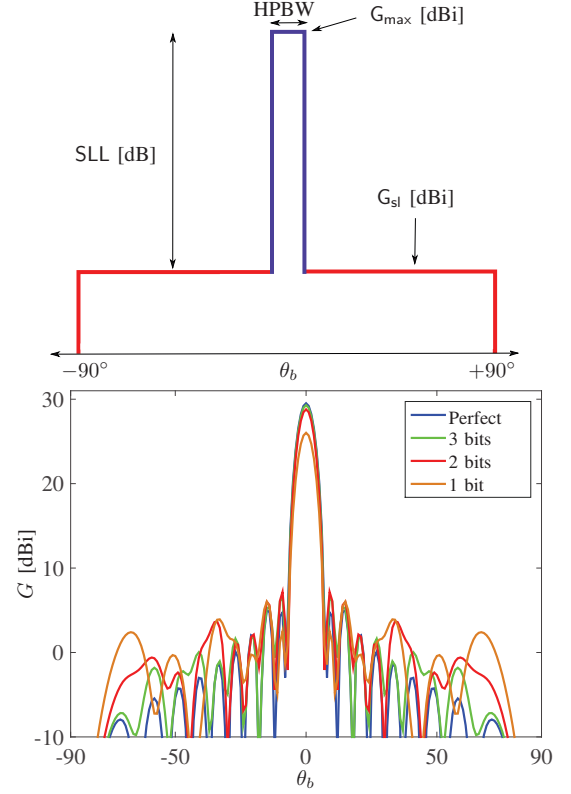 HPBW
G_max [dBi]
SLL [dB]
G_sl [dBi]
−90° θ_b +90°
30
20
10
0
-10
G [dBi]
Perfect
3 bits
2 bits
1 bit
-90 -50 0 50 90
θ_b